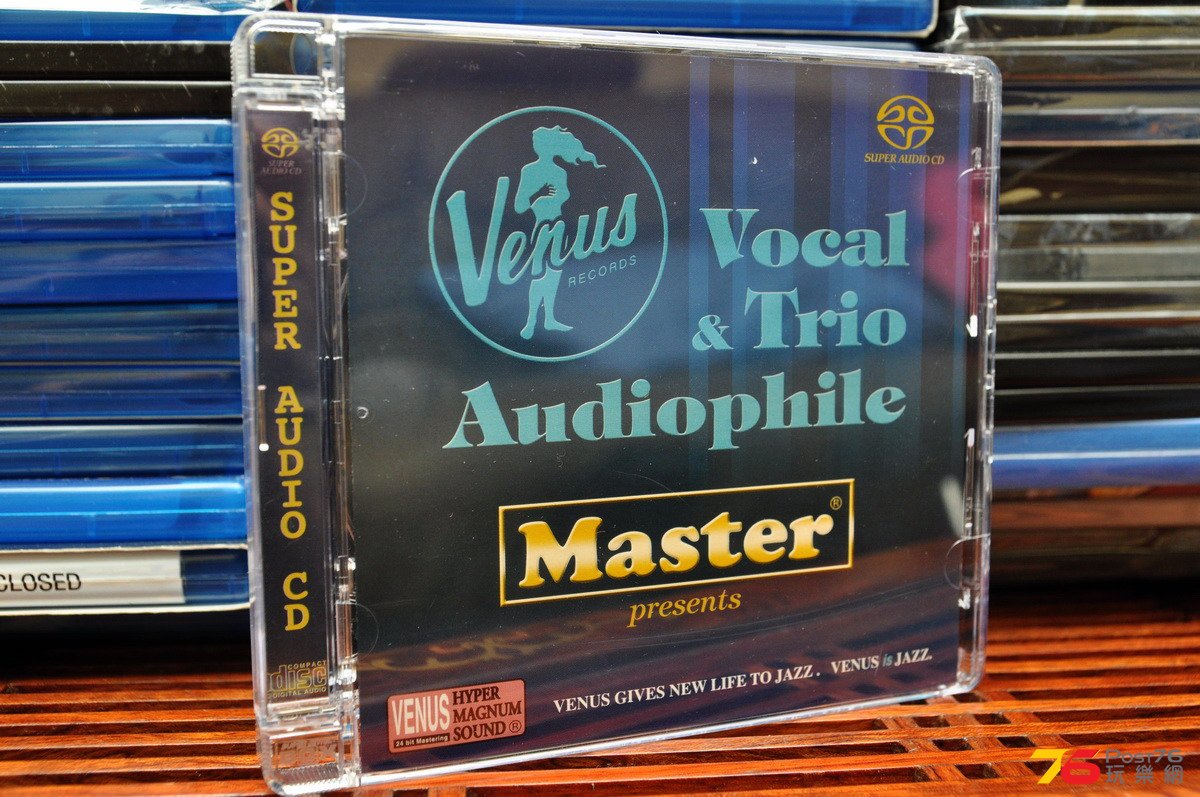 SUPER
AUDIO CD
SUPER AUDIO CD
COMPACT
disc
DIGITAL AUDIO
Venus
RECORDS
SUPER AUDIO CD
Vocal
& Trio
Audiophile
Master®
presents
VENUS
24 bit Mastering
HYPER
MAGNUM
SOUND®
VENUS GIVES NEW LIFE TO JAZZ . VENUS is JAZZ.
CLOSED
76 Post76
玩樂網